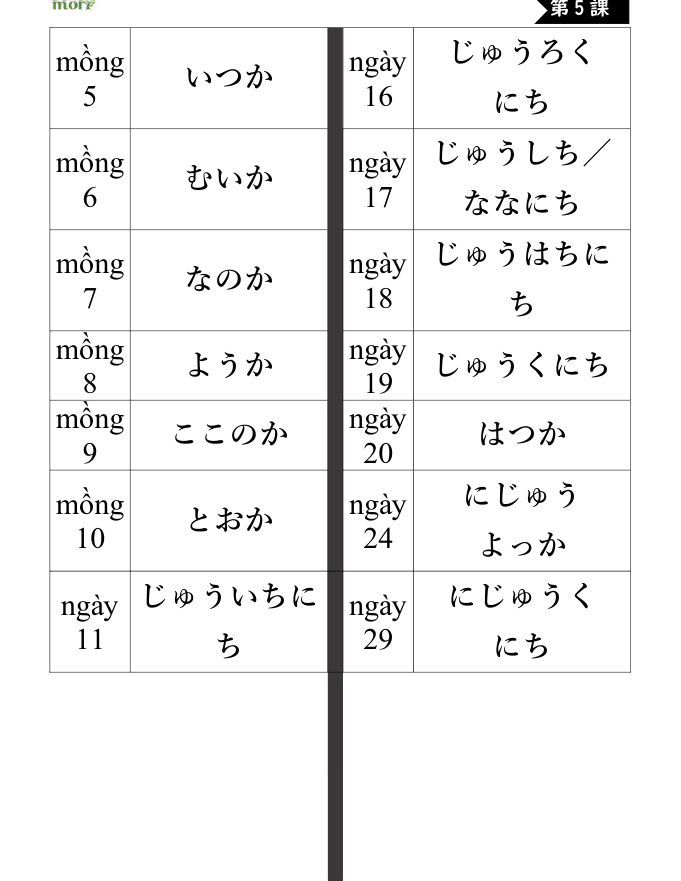 mori
第5課
mồng
5
いつか
ngày
16
じゅうろく
にち
mồng
6
むいか
ngày
17
じゅうしち／
ななにち
mồng
7
なのか
ngày
18
じゅうはちに
ち
mồng
8
ようか
ngày
19
じゅうくにち
mồng
9
ここのか
ngày
20
はつか
mồng
10
とおか
ngày
24
にじゅう
よっか
ngày
11
じゅういちに
ち
ngày
29
にじゅうく
にち